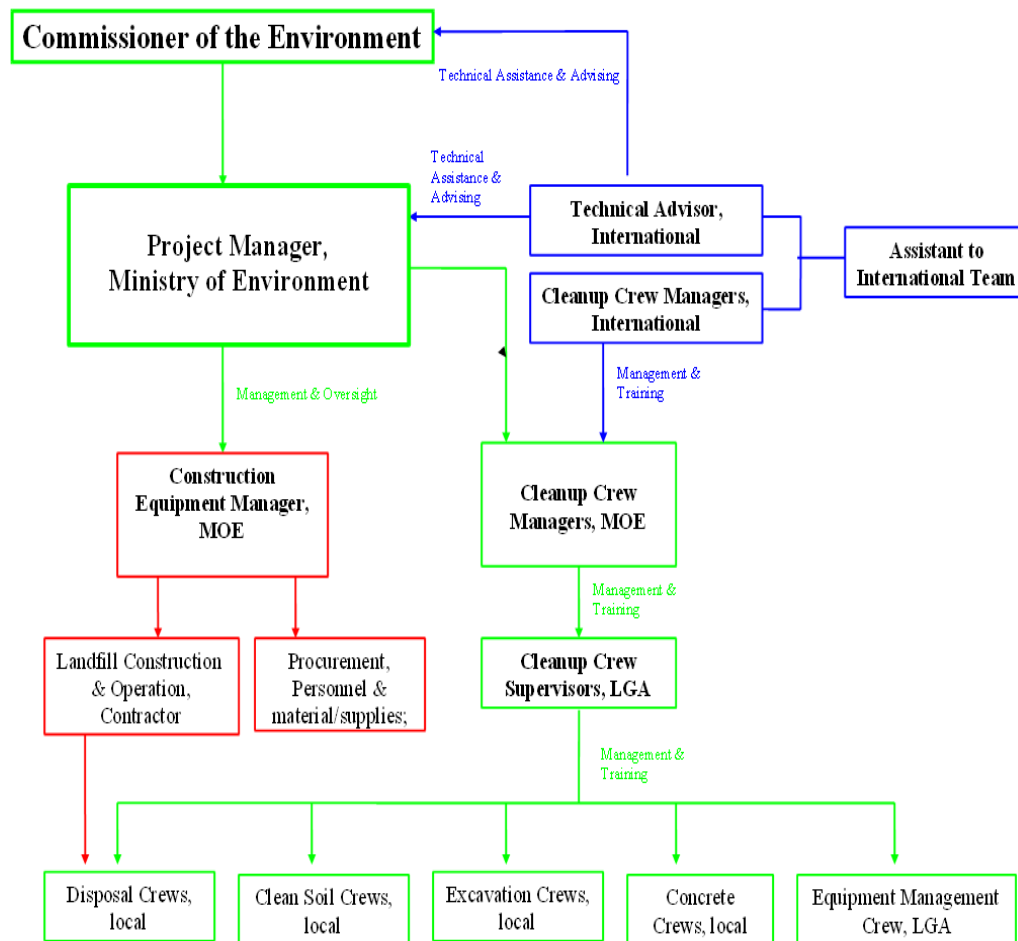 Commissioner of the Environment
Technical Assistance & Advising
Technical
Assistance &
Advising
Technical Advisor,
International
Project Manager,
Ministry of Environment
Assistant to
International Team
Cleanup Crew Managers,
International
Management &
Training
Management & Oversight
Construction
Equipment Manager,
MOE
Cleanup Crew
Managers, MOE
Management &
Training
Landfill Construction
& Operation,
Contractor
Procurement,
Personnel &
material/supplies;
Cleanup Crew
Supervisors, LGA
Management &
Training
Disposal Crews,
local
Clean Soil Crews,
local
Excavation Crews,
local
Concrete
Crews, local
Equipment Management
Crew, LGA